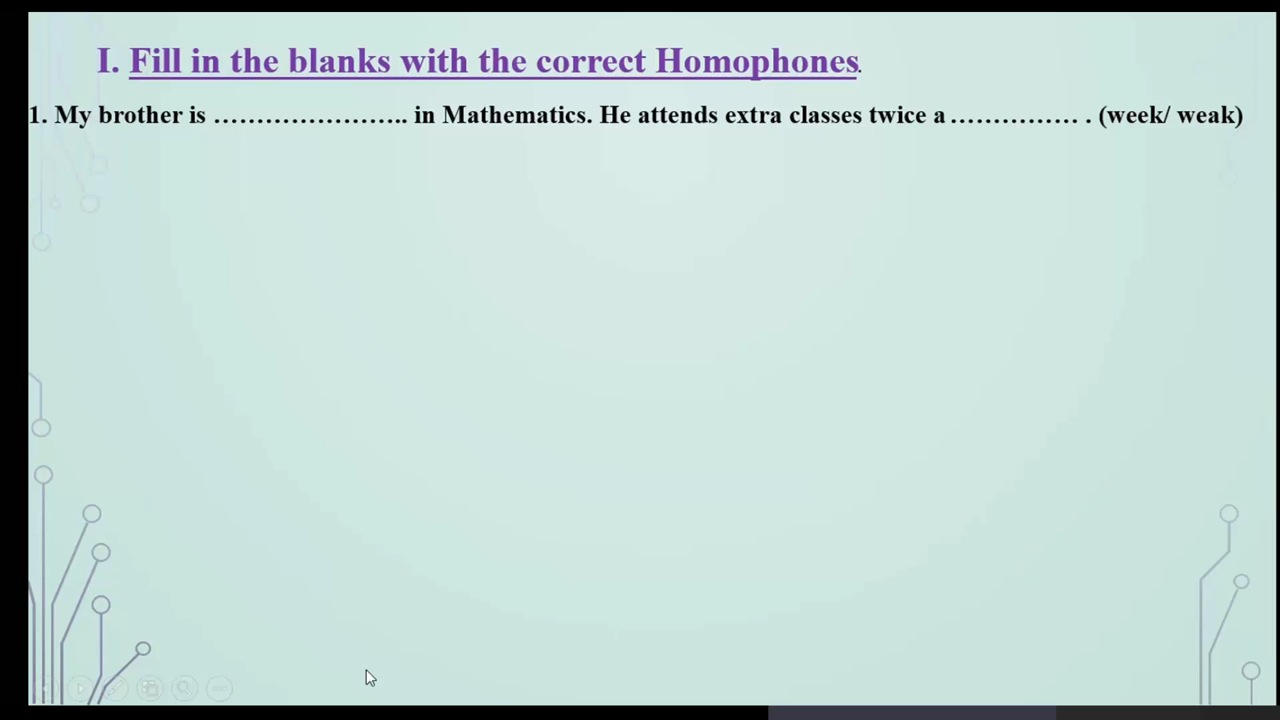 I. Fill in the blanks with the correct Homophones.
1. My brother is ………………….. in Mathematics. He attends extra classes twice a …………… . (week/ weak)